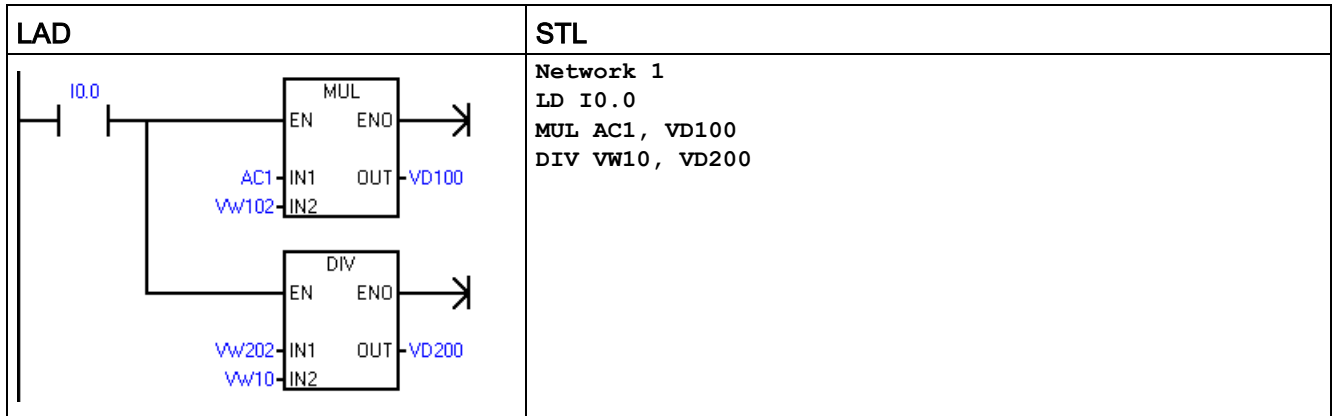 LAD
STL
I0.0
MUL
EN ENO
AC1 IN1 OUT VD100
VW102 IN2
DIV
EN ENO
VW202 IN1 OUT VD200
VW10 IN2
Network 1
LD I0.0
MUL AC1, VD100
DIV VW10, VD200